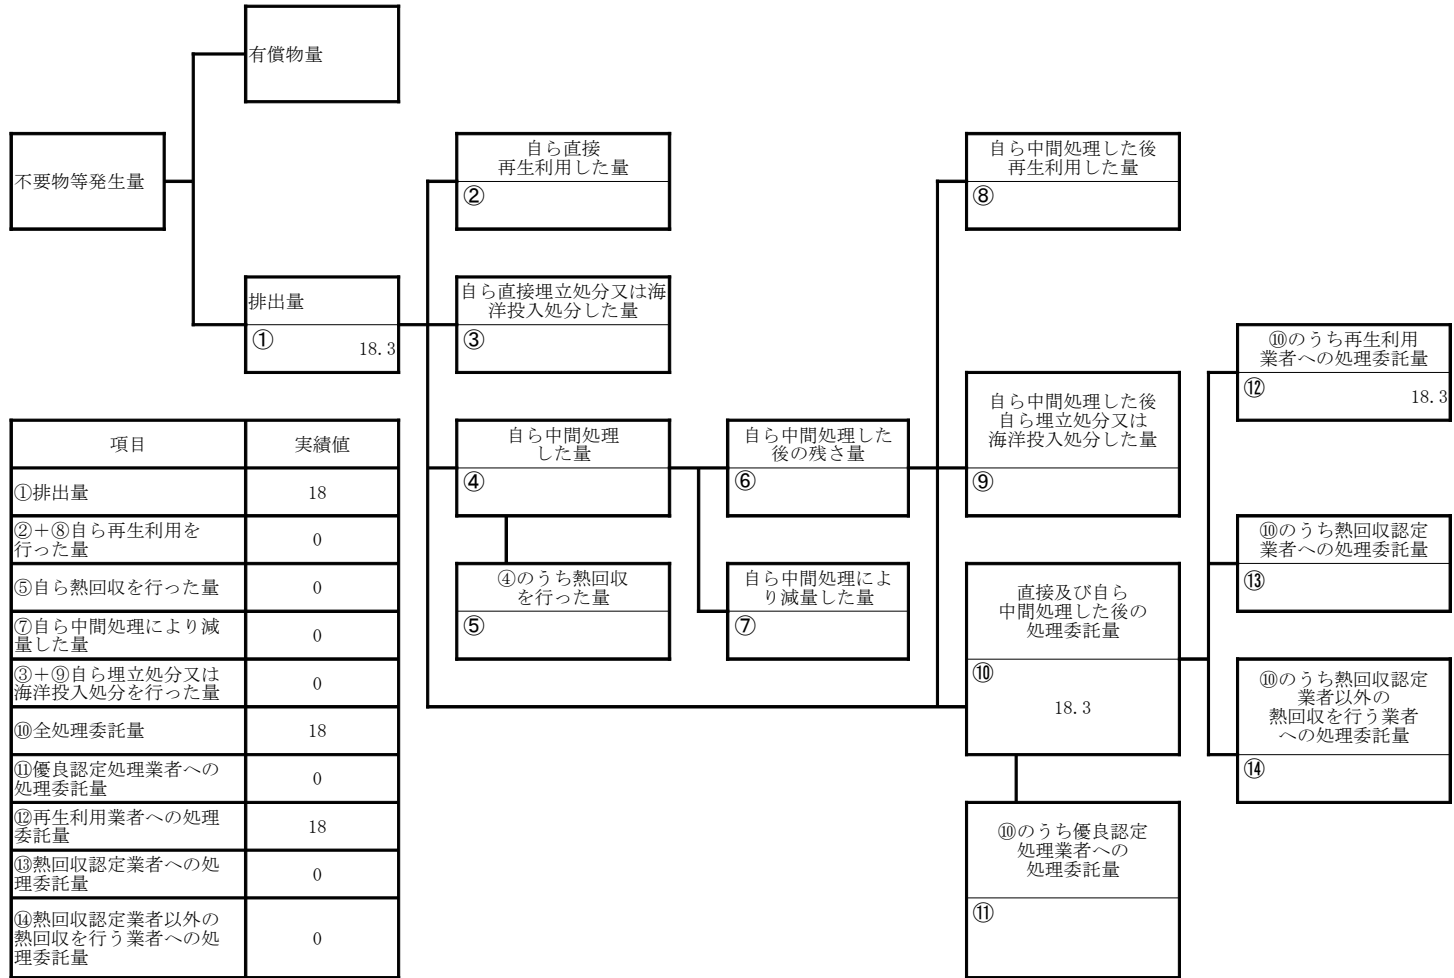 有償物量
不要物等発生量
自ら直接
再生利用した量
②
自ら中間処理した後
再生利用した量
⑧
排出量
①
18.3
自ら直接埋立処分又は海
洋投入処分した量
③
⑩のうち再生利用
業者への処理委託量
⑫
18.3
自ら中間処理
した量
④
自ら中間処理した
後の残さ量
⑥
自ら中間処理した後
自ら埋立処分又は
海洋投入処分した量
⑨
④のうち熱回収
を行った量
⑤
自ら中間処理によ
り減量した量
⑦
直接及び自ら
中間処理した後の
処理委託量
⑩
18.3
⑩のうち熱回収認定
業者への処理委託量
⑬
⑩のうち熱回収認定
業者以外の
熱回収を行う業者
への処理委託量
⑭
⑩のうち優良認定
処理業者への
処理委託量
⑪
項目 実績値
①排出量 18
②+⑧自ら再生利用を
行った量 0
⑤自ら熱回収を行った量 0
⑦自ら中間処理により減
量した量 0
③+⑨自ら埋立処分又は
海洋投入処分を行った量 0
⑩全処理委託量 18
⑪優良認定処理業者への
処理委託量 0
⑫再生利用業者への処理
委託量 18
⑬熱回収認定業者への処
理委託量 0
⑭熱回収認定業者以外の
熱回収を行う業者への処
理委託量 0